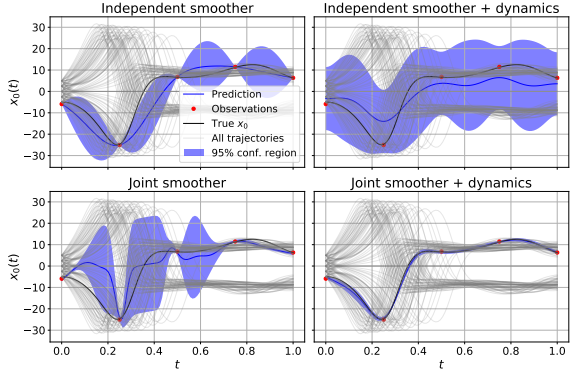 Independent smoother
Independent smoother + dynamics
x₀(t)
30
20
10
0
−10
−20
−30
Prediction
Observations
True x₀
All trajectories
95% conf. region
Joint smoother
Joint smoother + dynamics
x₀(t)
30
20
10
0
−10
−20
−30
0.0 0.2 0.4 0.6 0.8 1.0
t
0.0 0.2 0.4 0.6 0.8 1.0
t